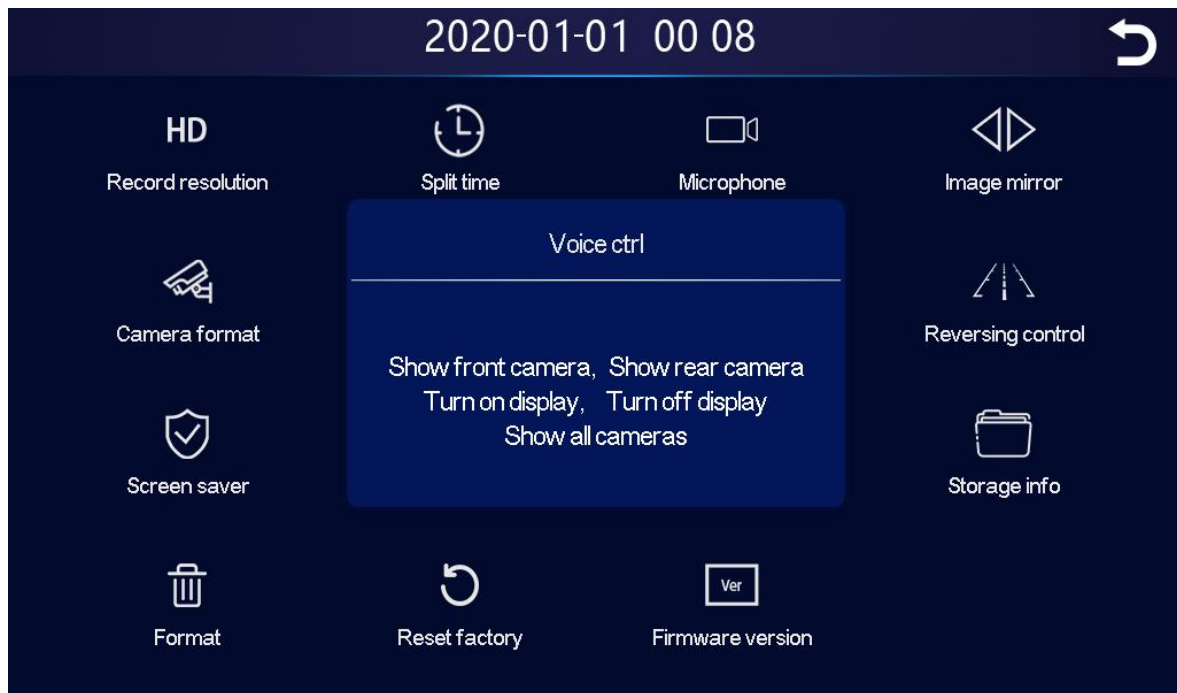 2020-01-01 00 08
HD
Record resolution
Split time
Microphone
Image mirror
Voice ctrl
Camera format
Reversing control
Show front camera, Show rear camera
Turn on display, Turn off display
Show all cameras
Screen saver
Storage info
Ver
Format
Reset factory
Firmware version